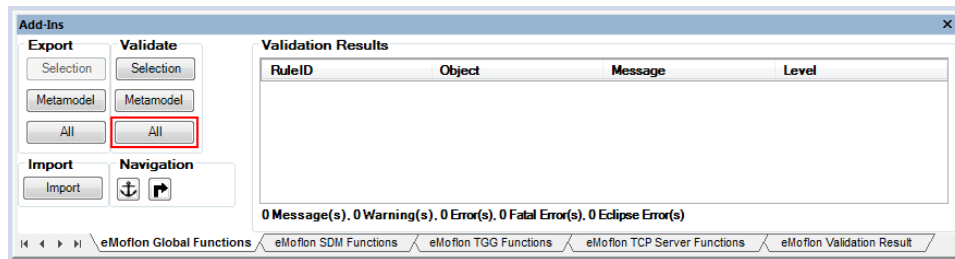 Add-Ins
Export Validate Validation Results
Selection Selection RuleID Object Message Level
Metamodel Metamodel
All All
Import Navigation
Import
0 Message(s), 0 Warning(s), 0 Error(s), 0 Fatal Error(s), 0 Eclipse Error(s)
eMoflon Global Functions eMoflon SDM Functions eMoflon TGG Functions eMoflon TCP Server Functions eMoflon Validation Result